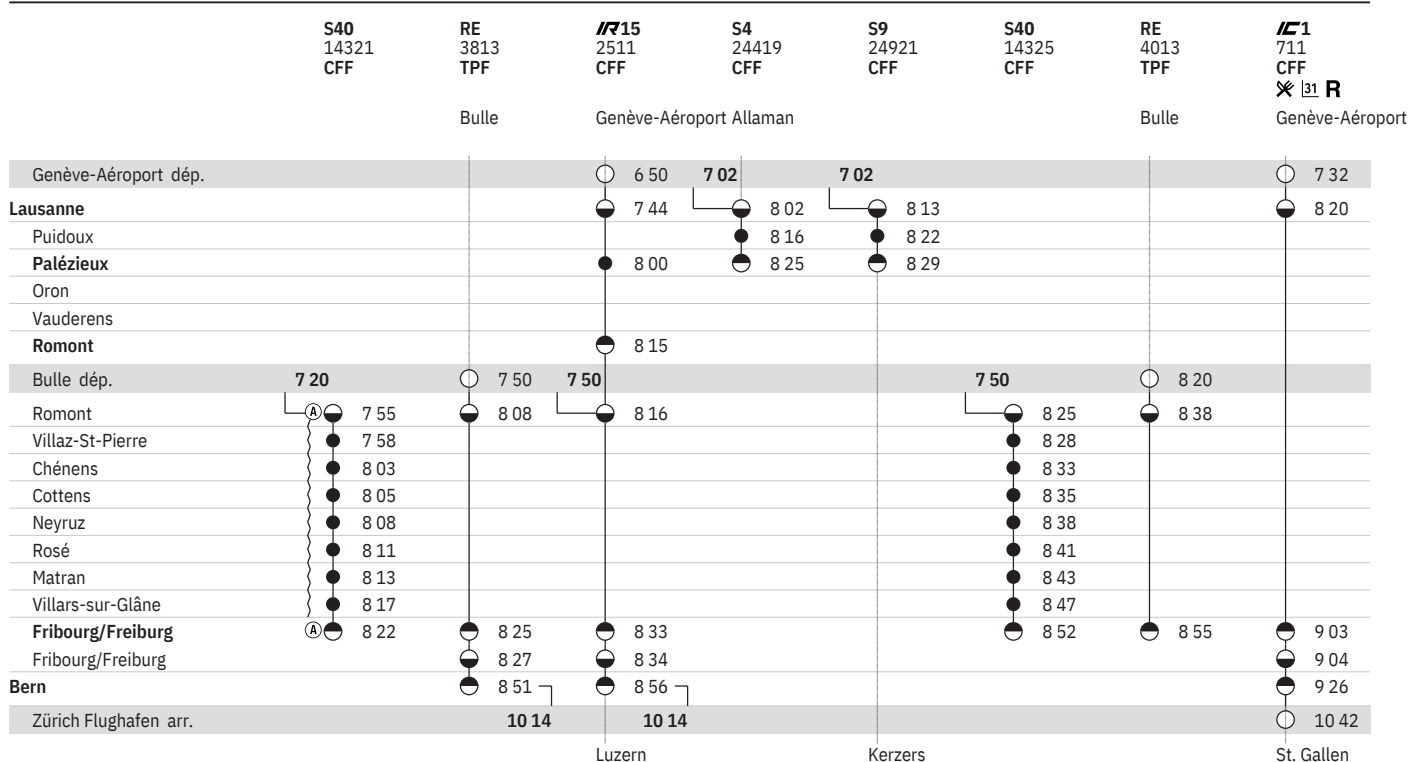 S40 RE IR15 S4 S9 S40 RE IC1
14321 3813 2511 24419 24921 14325 4013 711
CFF TPF CFF CFF CFF CFF TPF CFF
31 R
Bulle Genève-Aéroport Allaman Bulle Genève-Aéroport
Genève-Aéroport dép. 6 50 7 02 7 02 7 32
Lausanne 7 44 8 02 8 13 8 20
Puidoux 8 16 8 22
Palézieux 8 00 8 25 8 29
Oron
Vauderens
Romont 8 15
Bulle dép. 7 20 7 50 7 50 7 50 8 20
Romont A 7 55 8 08 8 16 8 25 8 38
Villaz-St-Pierre 7 58 8 28
Chénens 8 03 8 33
Cottens 8 05 8 35
Neyruz 8 08 8 38
Rosé 8 11 8 41
Matran 8 13 8 43
Villars-sur-Glâne 8 17 8 47
Fribourg/Freiburg A 8 22 8 25 8 33 8 52 8 55 9 03
Fribourg/Freiburg 8 27 8 34 9 04
Bern 8 51 8 56 9 26
Zürich Flughafen arr. 10 14 10 14 10 42
Luzern Kerzers St. Gallen